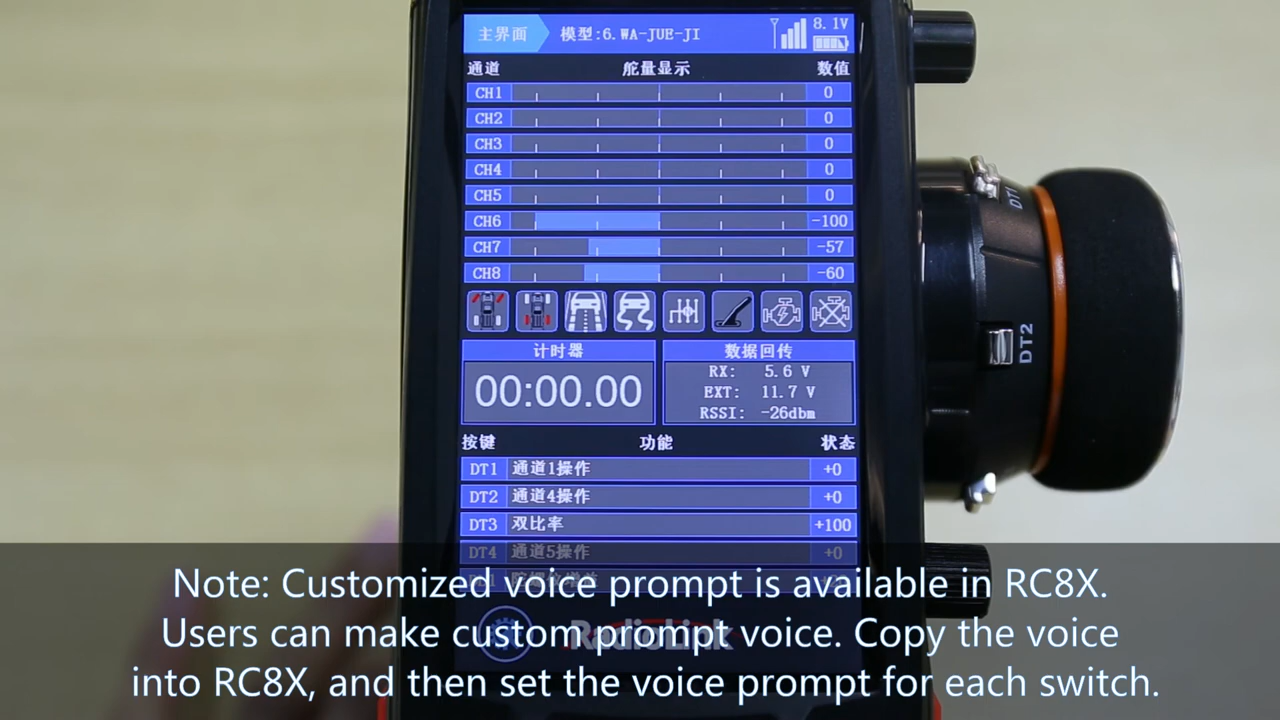 主界面 模型:6.WA-JUE-JI 8.1V
通道 舵量显示 数值
CH1 0
CH2 0
CH3 0
CH4 0
CH5 0
CH6 -100
CH7 -57
CH8 -60
计时器 数据回传
00:00.00
RX: 5.6 V
EXT: 11.7 V
RSSI: -26dbm
按键 功能 状态
DT1 通道1操作 +0
DT2 通道4操作 +0
DT3 双比率 +100
DT4 通道5操作 +0
DT1
DT2
RadioLink
Note: Customized voice prompt is available in RC8X.
Users can make custom prompt voice. Copy the voice
into RC8X, and then set the voice prompt for each switch.